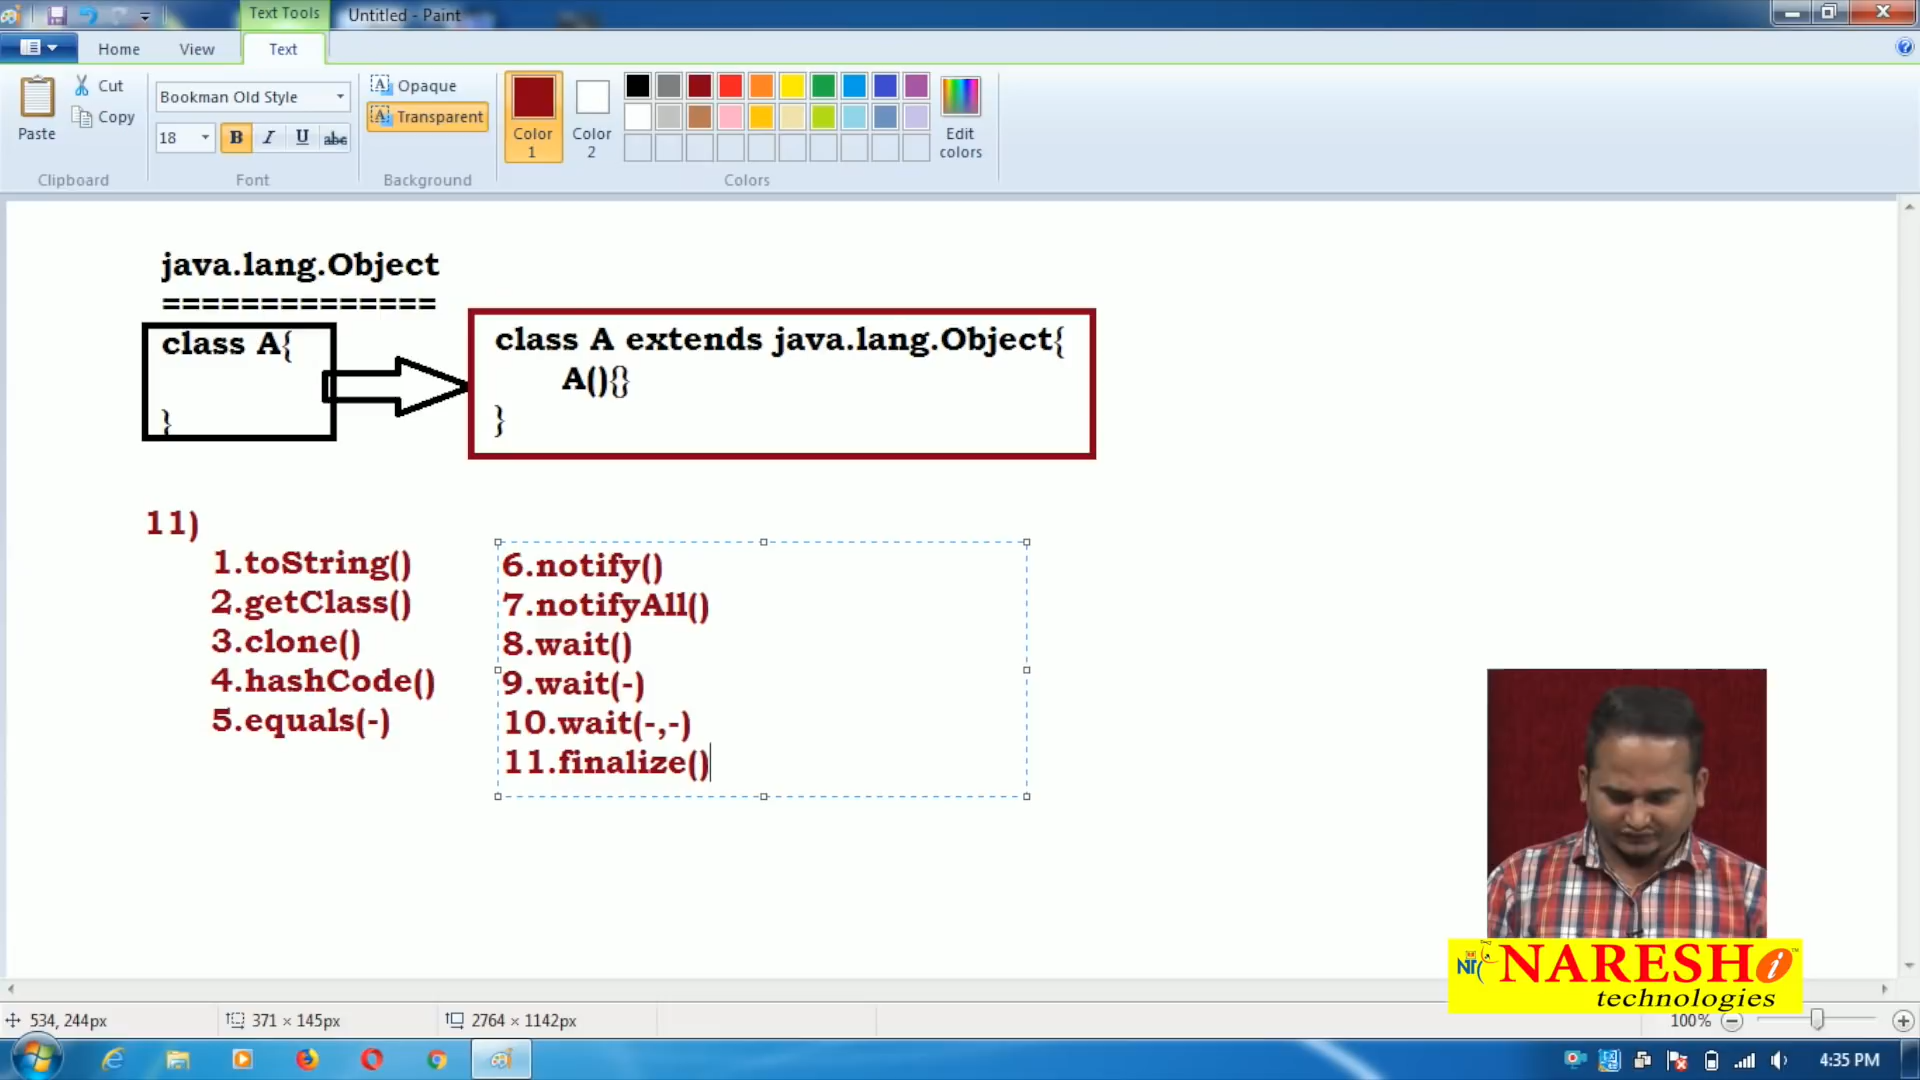 Text Tools
Untitled - Paint
Home
View
Text
Paste
Cut
Copy
Clipboard
Bookman Old Style
18
B
I
U
abc
Font
Opaque
Transparent
Background
Color 1
Color 2
Edit colors
Colors
java.lang.Object
==============
class A{
}
class A extends java.lang.Object{
A(){}
}
11)
1.toString()
2.getClass()
3.clone()
4.hashCode()
5.equals(-)
6.notify()
7.notifyAll()
8.wait()
9.wait(-)
10.wait(-,-)
11.finalize()
NARESH i
technologies
534, 244px
371 × 145px
2764 × 1142px
100%
4:35 PM